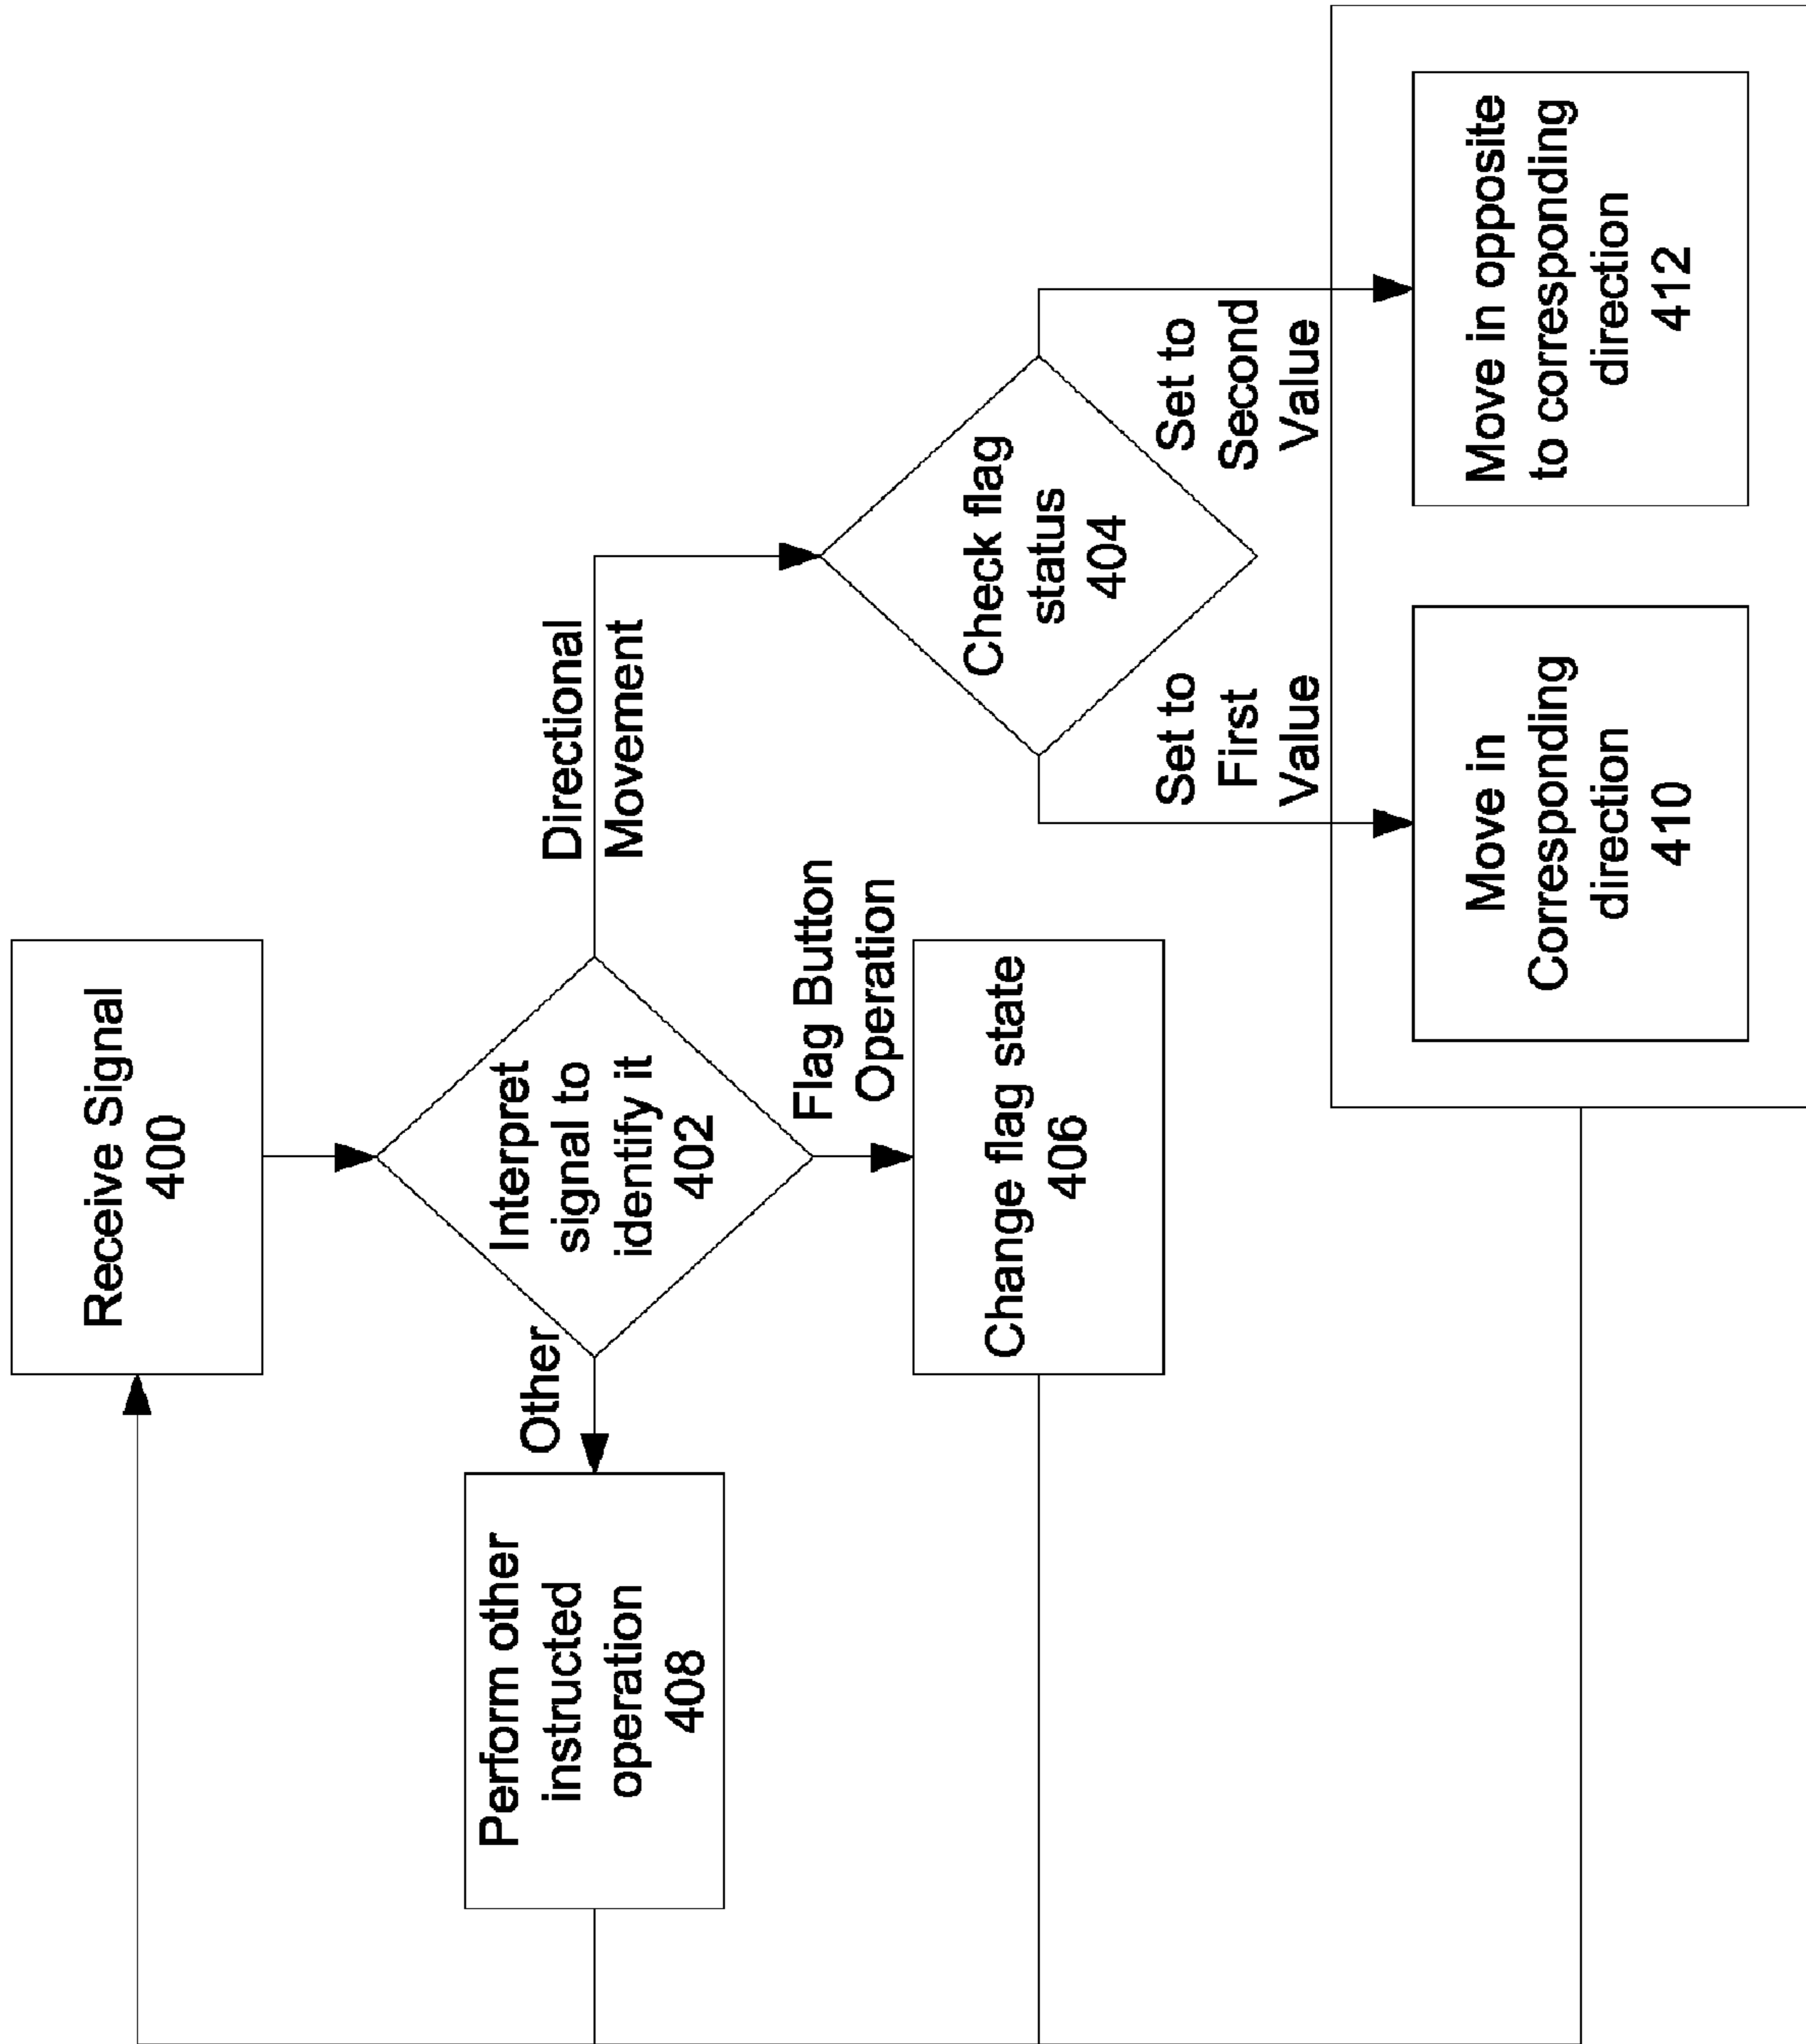 Receive Signal
400
Interpret
signal to
identify it
402
Directional
Movement
Other
Flag Button
Operation
Perform other
instructed
operation
408
Change flag state
406
Check flag
status
404
Set to
First
Value
Set to
Second
Value
Move in
Corresponding
direction
410
Move in opposite
to corresponding
direction
412